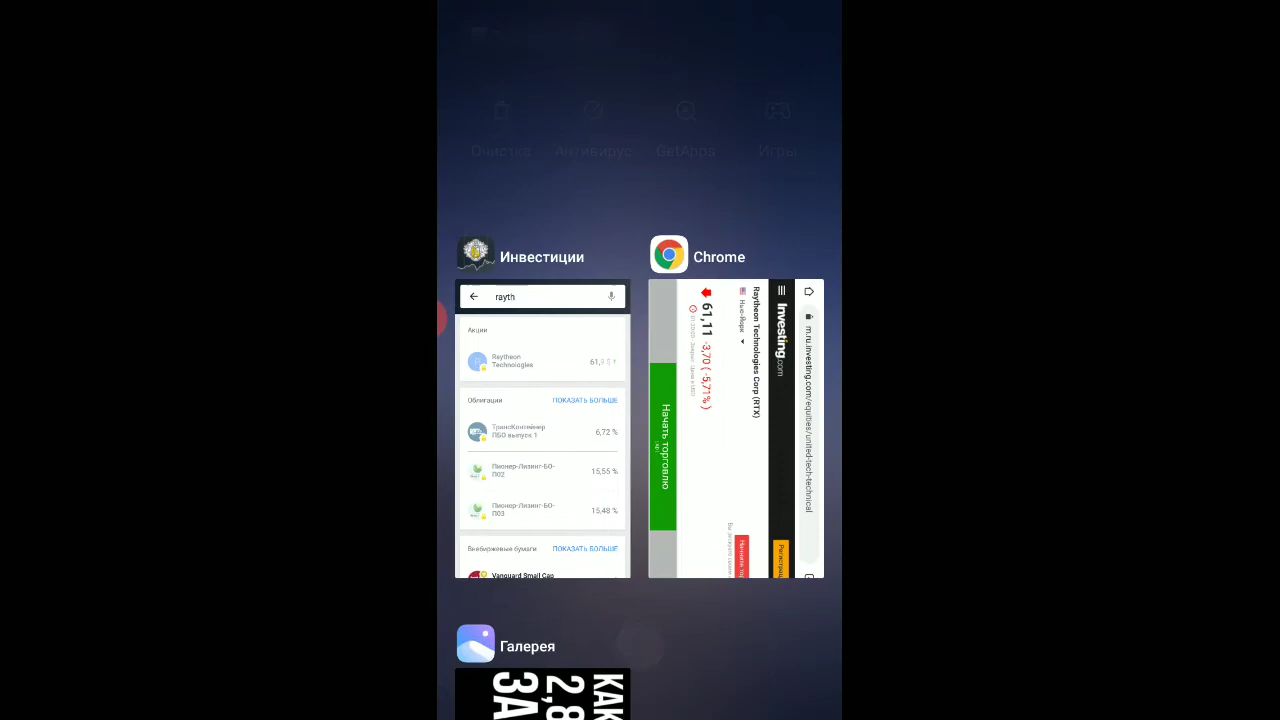 Очистка
Антивирус
GetApps
Игры
Инвестиции
rayth
Акции
Raytheon
Technologies
Облигации
ПОКАЗАТЬ БОЛЬШЕ
ТрансКонтейнер
ПБО выпуск 1
6,72 %
Пионер-Лизинг-БО-
П02
15,55 %
Пионер-Лизинг-БО-
П03
15,48 %
Внебиржевые бумаги
ПОКАЗАТЬ БОЛЬШЕ
Vanguard Small Cap
Chrome
m.ru.investing.com/equities/united-tech-technical
Investing.com
Raytheon Technologies Corp (RTX)
Нью-Йорк
61,11 -3,70 ( -5,71% )
Начать торговлю
Галерея
КАК
2,8
ЗА